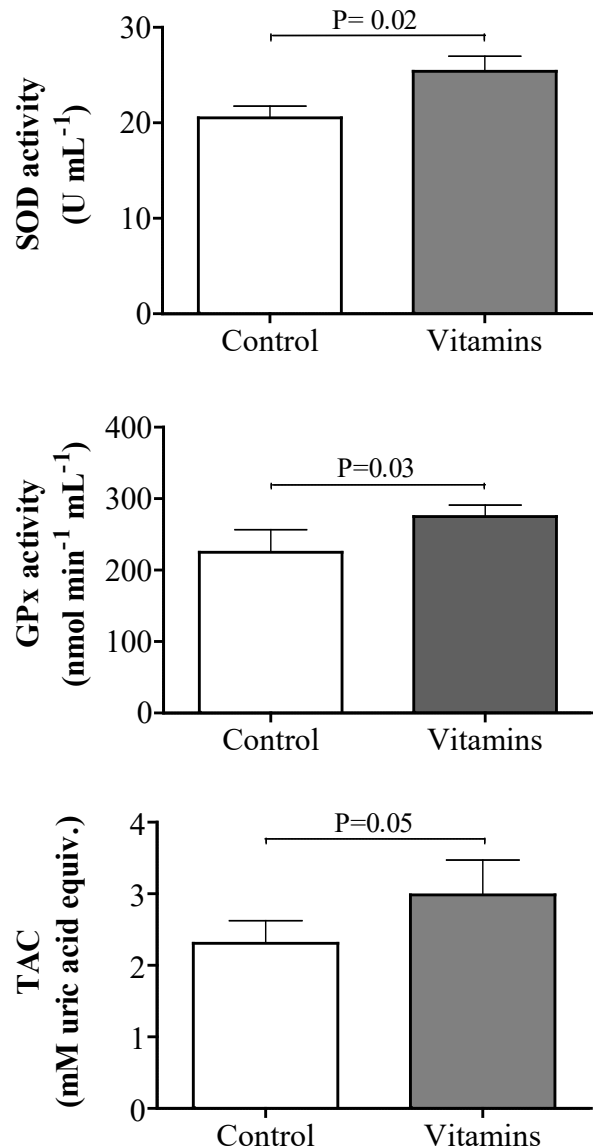 P= 0.02
SOD activity
(U mL-1)
30
20
10
0
Control Vitamins
P=0.03
GPx activity
(nmol min-1 mL-1)
400
300
200
100
0
Control Vitamins
P=0.05
TAC
(mM uric acid equiv.)
4
3
2
1
0
Control Vitamins